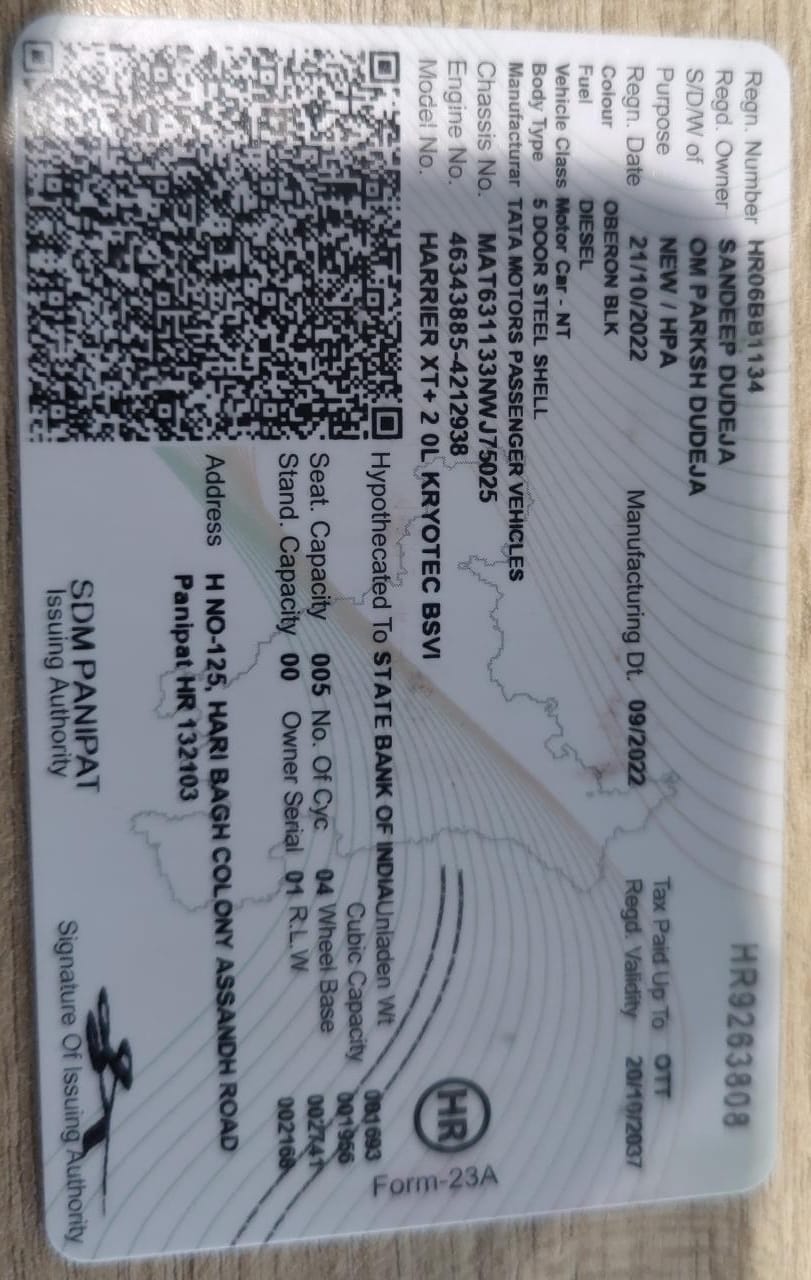 HR9263808
Regn. Number HR06BB1134
Regd. Owner SANDEEP DUDEJA
S/D/W of OM PARKSH DUDEJA
Purpose NEW / HPA Tax Paid Up To OTT
Regn. Date 21/10/2022 Manufacturing Dt. 09/2022 Regd. Validity 20/10/2037
Colour OBERON BLK
Fuel DIESEL
Vehicle Class Motor Car - NT
Body Type 5 DOOR STEEL SHELL
Manufacturar TATA MOTORS PASSENGER VEHICLES
Chassis No. MAT631133NWJ75025
Engine No. 46343885-4212938
Model No. HARRIER XT+ 2 0L KRYOTEC BSVI
HR
Form-23A
Hypothecated To STATE BANK OF INDIA Unladen Wt 001693
Cubic Capacity 001956
Seat. Capacity 005 No. Of Cyc 04 Wheel Base 002741
Stand. Capacity 00 Owner Serial 01 R.L.W
Address H NO-125, HARI BAGH COLONY ASSANDH ROAD
Panipat HR 132103
SDM PANIPAT
Issuing Authority
Signature Of Issuing Authority